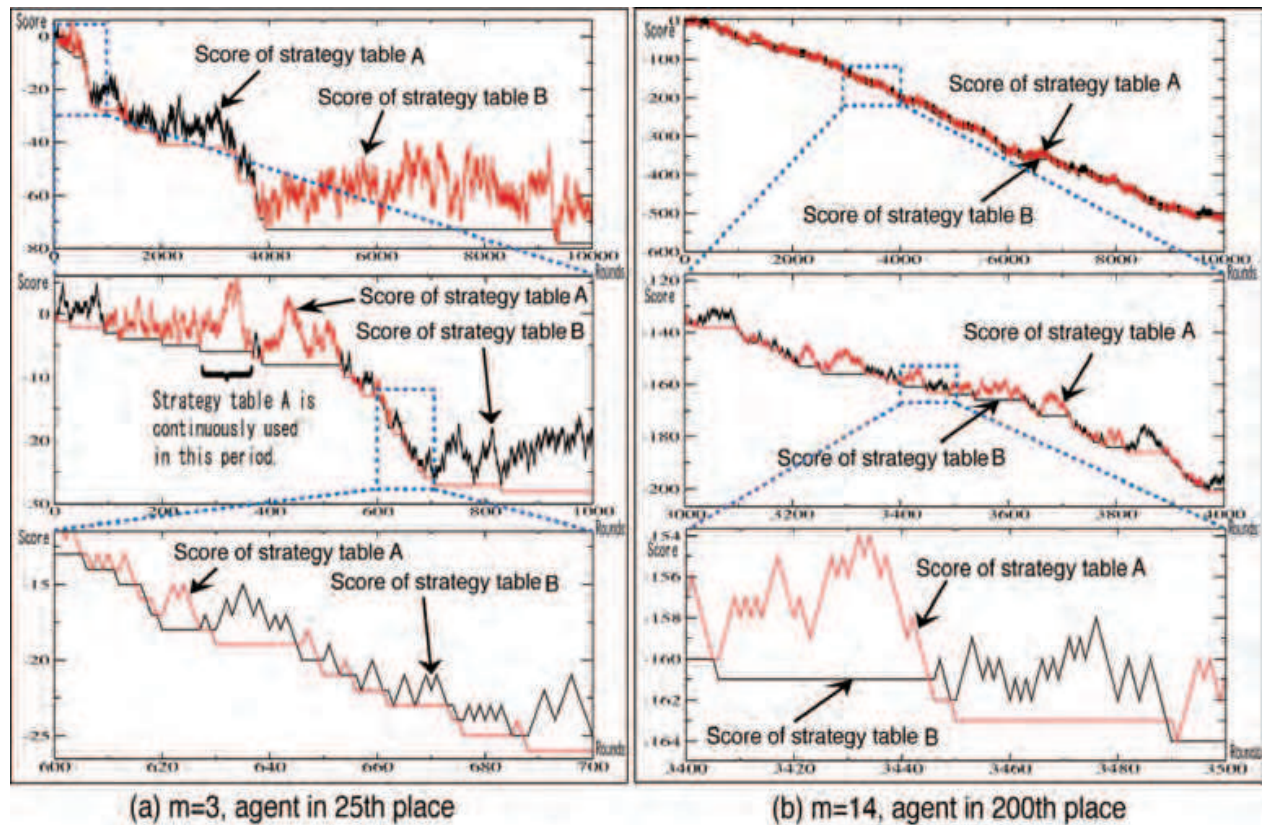 Score
0
Score of strategy table A
-20
Score of strategy table B
-40
-60
-80
0
2000
4000
6000
8000
10000
Rounds
Score
0
Score of strategy table A
Score of strategy table B
-10
Strategy table A is
continuously used
in this period.
-20
-30
0
200
400
600
800
1000
Rounds
Score
Score of strategy table A
-15
Score of strategy table B
-20
-25
600
620
640
660
680
700
Rounds
(a) m=3, agent in 25th place
0
Score
-100
Score of strategy table A
-200
-300
-400
Score of strategy table B
-500
-600
0
2000
4000
6000
8000
10000
Rounds
-120
Score
-140
Score of strategy table A
-160
-180
Score of strategy table B
-200
3000
3200
3400
3600
3800
4000
Rounds
-154
Score
-156
Score of strategy table A
-158
-160
-162
Score of strategy table B
-164
3400
3420
3440
3460
3480
3500
Rounds
(b) m=14, agent in 200th place